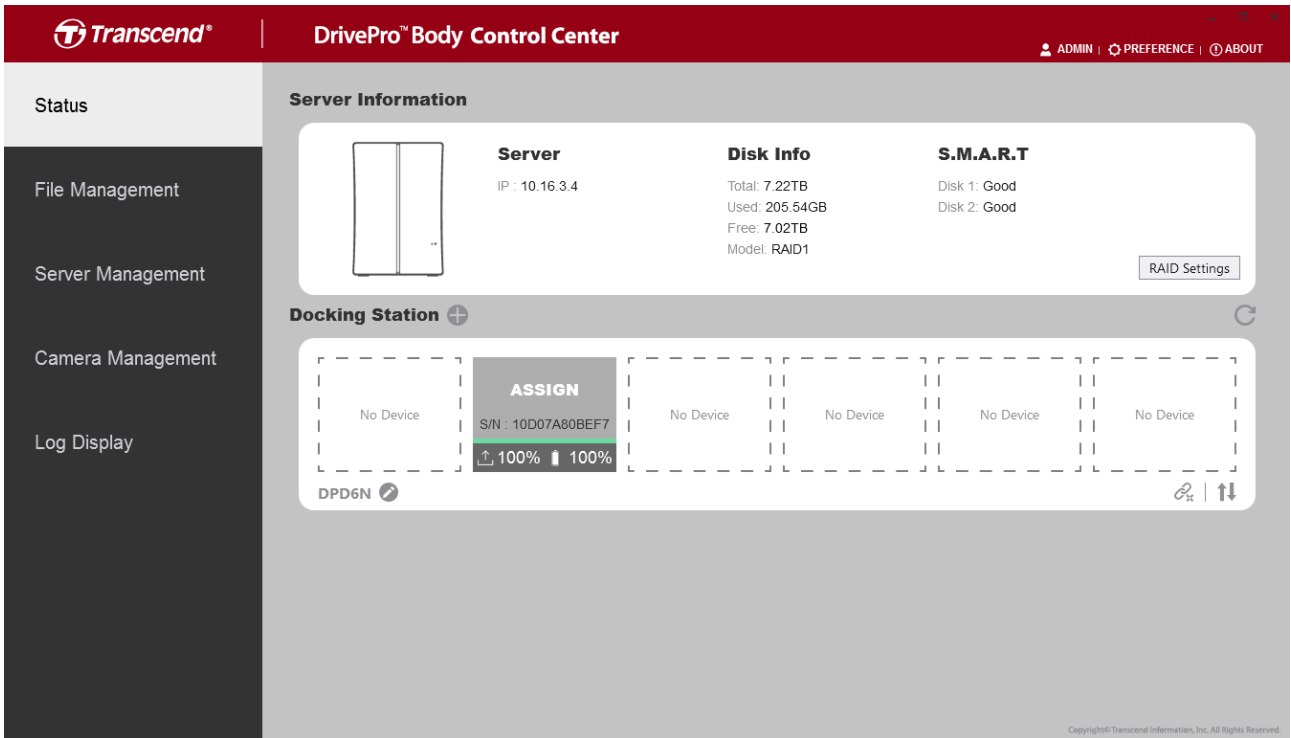 Transcend®
DrivePro™ Body Control Center
ADMIN | PREFERENCE | ABOUT
Status
File Management
Server Management
Camera Management
Log Display
Server Information
Server
IP : 10.16.3.4
Disk Info
Total: 7.22TB
Used: 205.54GB
Free: 7.02TB
Model: RAID1
S.M.A.R.T
Disk 1: Good
Disk 2: Good
RAID Settings
Docking Station
No Device
ASSIGN
S/N : 10D07A80BEF7
100% 100%
No Device
No Device
No Device
No Device
DPD6N
Copyright© Transcend Information, Inc. All Rights Reserved.